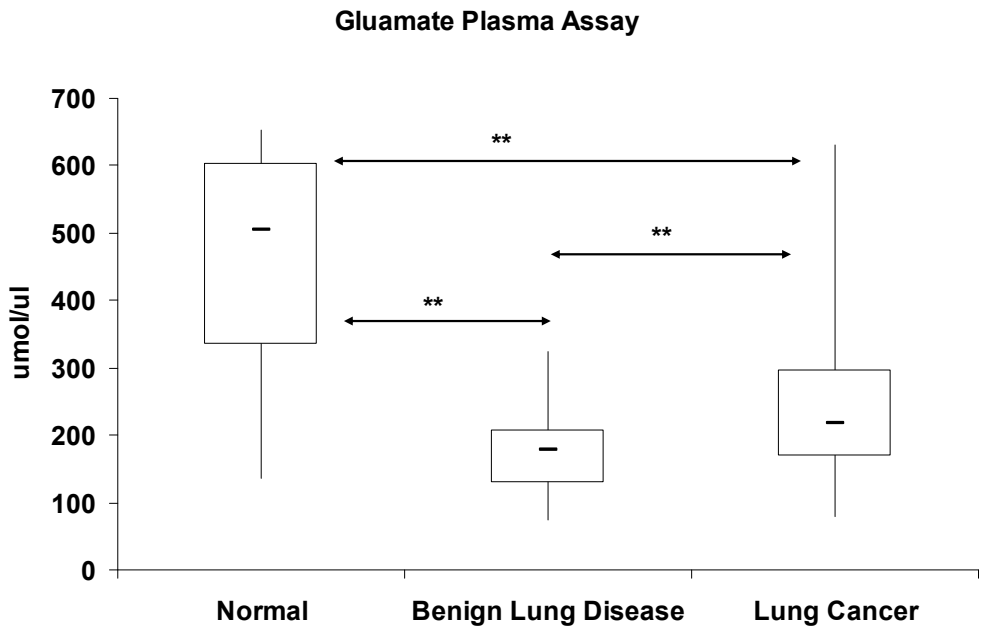 Gluamate Plasma Assay
700
600
500
400
300
200
100
0
umol/ul
**
**
**
Normal
Benign Lung Disease
Lung Cancer